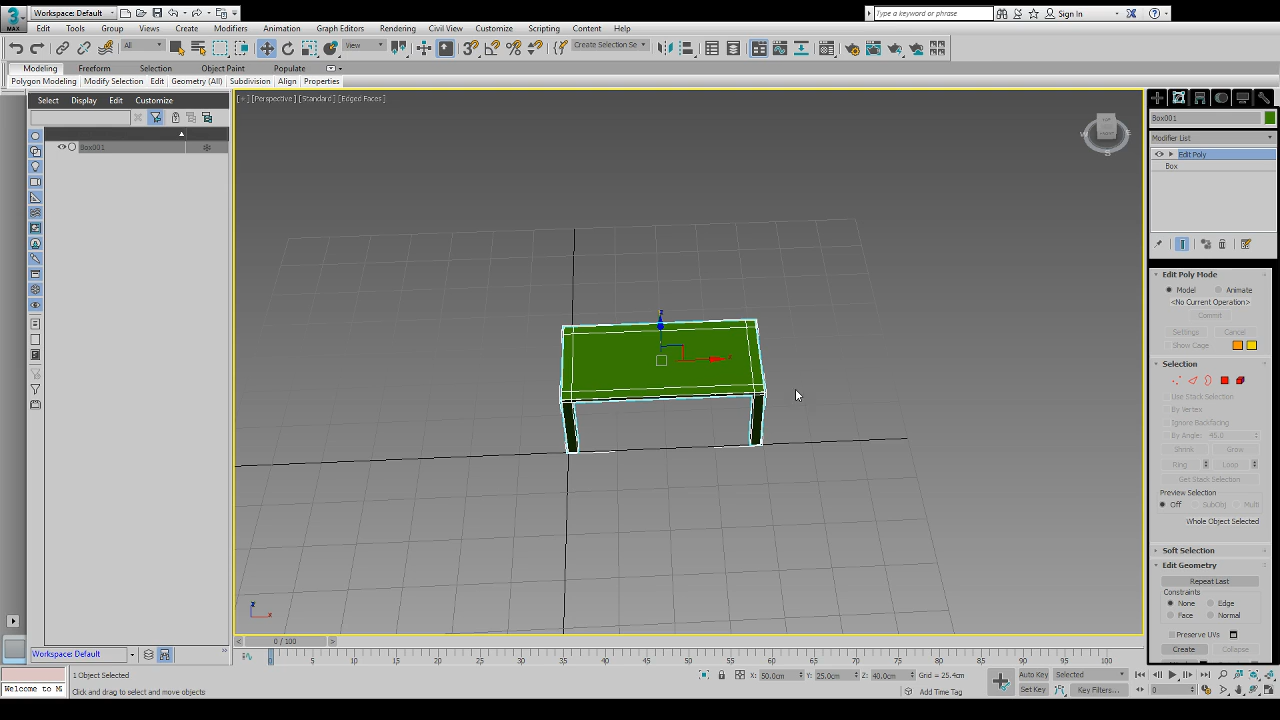 3 Workspace: Default Type a keyword or phrase Sign In
MAX Edit Tools Group Views Create Modifiers Animation Graph Editors Rendering Civil View Customize Scripting Content Help
All View Create Selection Se
Modeling Freeform Selection Object Paint Populate
Polygon Modeling Modify Selection Edit Geometry (All) Subdivision Align Properties
Select Display Edit Customize
[+] [Perspective] [Standard] [Edged Faces]
Box001
Box001
Modifier List
Edit Poly
Box
Edit Poly Mode
Model Animate
<No Current Operation>
Commit
Settings Cancel
Show Cage
Selection
Use Stack Selection
By Vertex
Ignore Backfacing
By Angle: 45.0
Shrink Grow
Ring Loop
Get Stack Selection
Preview Selection
Off SubObj Multi
Whole Object Selected
Soft Selection
Edit Geometry
Repeat Last
Constraints
None Edge
Face Normal
Preserve UVs
Create Collapse
z
x
z
x
0 / 100
Workspace: Default
0 5 10 15 20 25 30 35 40 45 50 55 60 65 70 75 80 85 90 95 100
1 Object Selected X: 50.0cm Y: 25.0cm Z: 40.0cm Grid = 25.4cm Auto Key Selected
Welcome to M Click and drag to select and move objects Add Time Tag Set Key Key Filters... 0